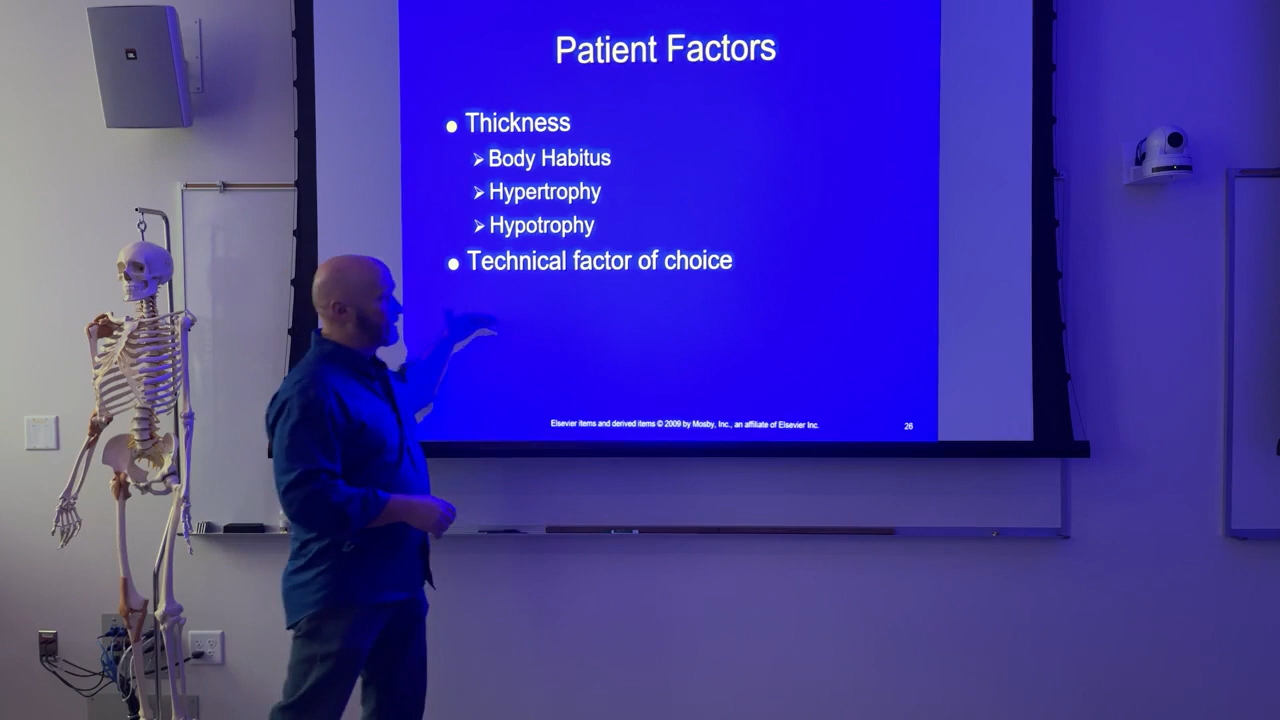 Patient Factors
Thickness
Body Habitus
Hypertrophy
Hypotrophy
Technical factor of choice
Elsevier items and derived items © 2009 by Mosby, Inc., an affiliate of Elsevier Inc.
26
JBL